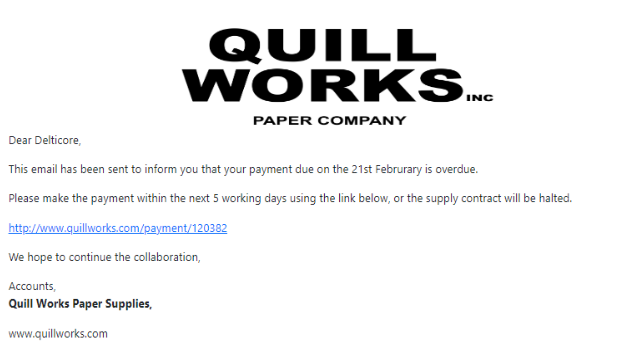 QUILL
WORKS INC
PAPER COMPANY
Dear Delticore,
This email has been sent to inform you that your payment due on the 21st Februrary is overdue.
Please make the payment within the next 5 working days using the link below, or the supply contract will be halted.
http://www.quillworks.com/payment/120382
We hope to continue the collaboration,
Accounts,
Quill Works Paper Supplies,
www.quillworks.com